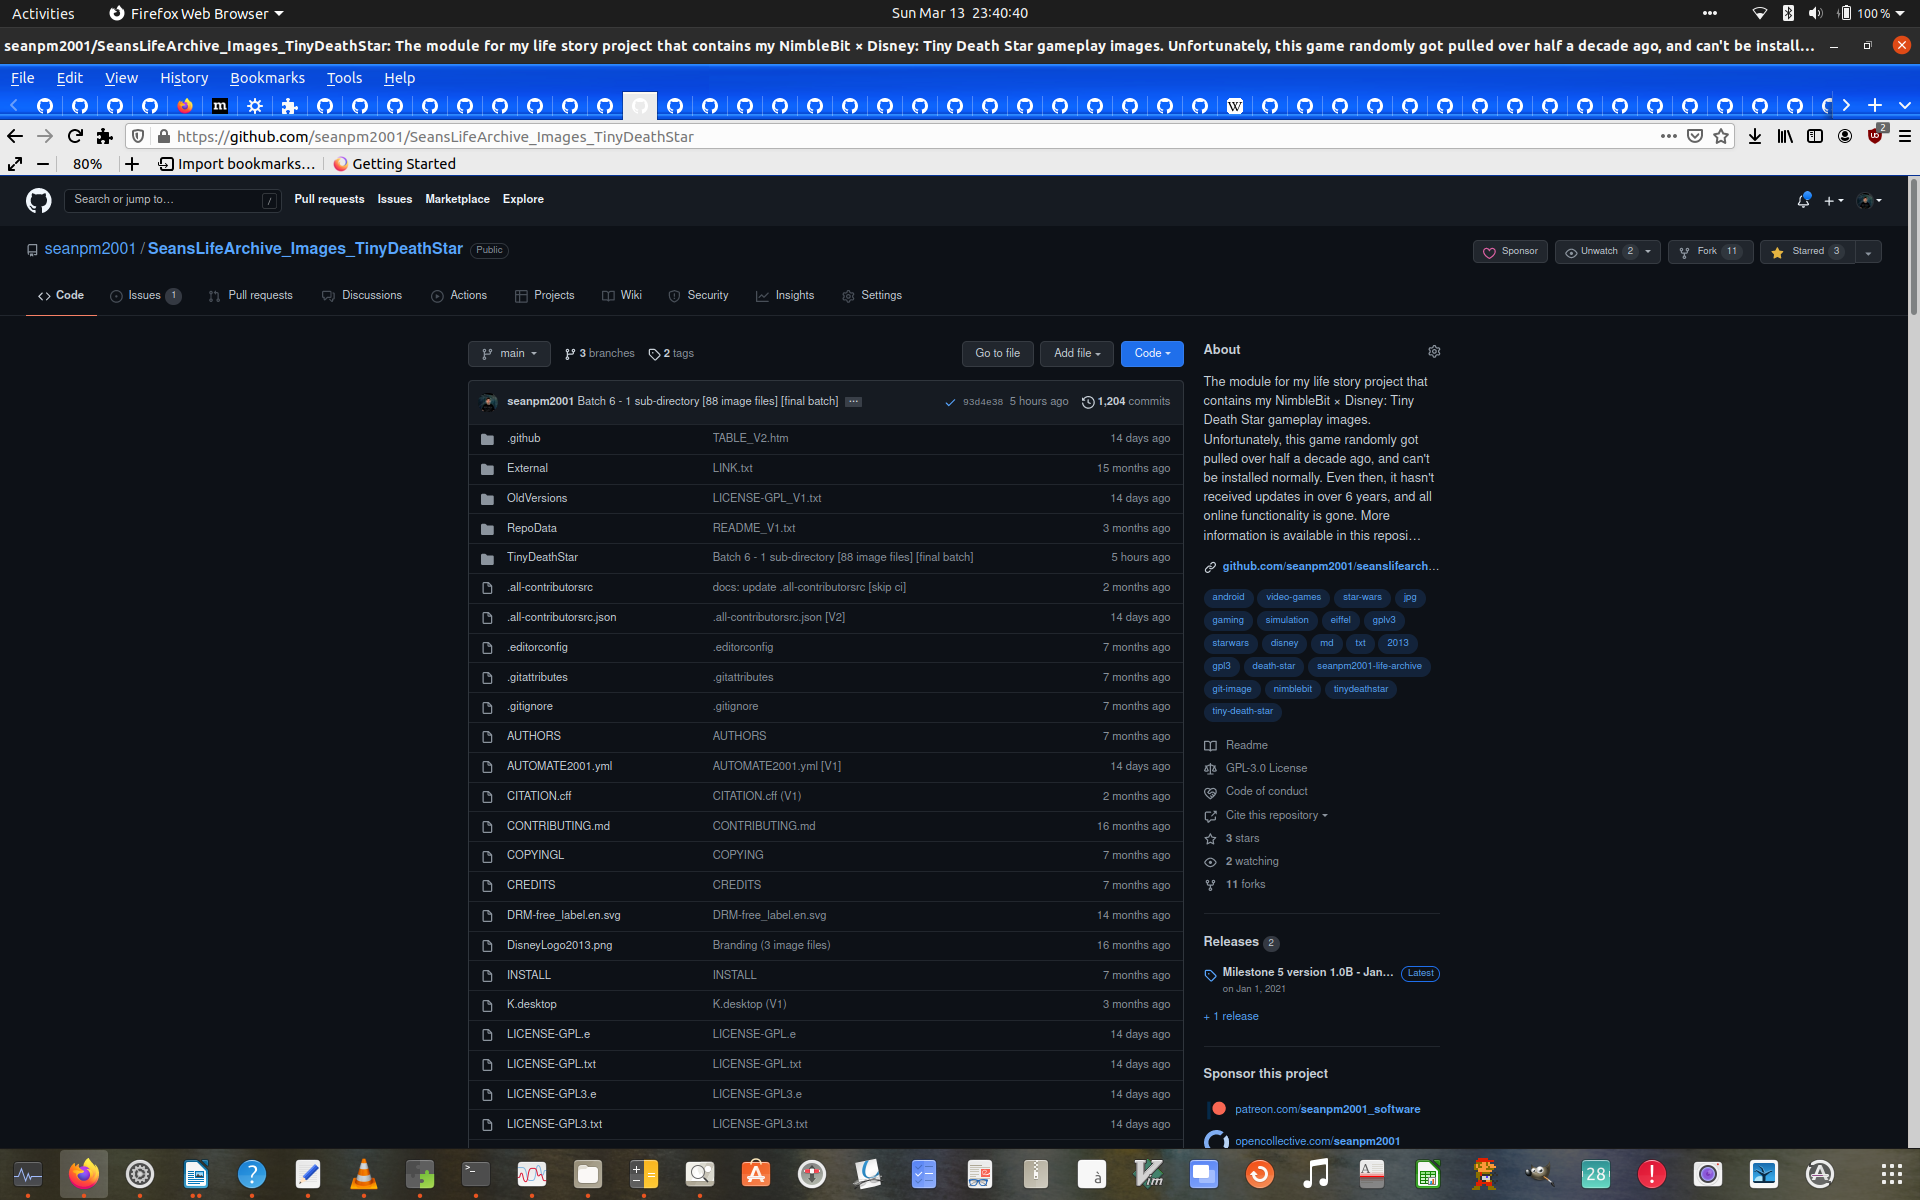 Activities Firefox Web Browser Sun Mar 13 23:40:40 100 %
seanpm2001/SeansLifeArchive_Images_TinyDeathStar: The module for my life story project that contains my NimbleBit × Disney: Tiny Death Star gameplay images. Unfortunately, this game randomly got pulled over half a decade ago, and can't be install...
File Edit View History Bookmarks Tools Help
https://github.com/seanpm2001/SeansLifeArchive_Images_TinyDeathStar 2
80% Import bookmarks... Getting Started
Search or jump to... / Pull requests Issues Marketplace Explore
seanpm2001 / SeansLifeArchive_Images_TinyDeathStar Public Sponsor Unwatch 2 Fork 11 Starred 3
Code Issues 1 Pull requests Discussions Actions Projects Wiki Security Insights Settings
main 3 branches 2 tags Go to file Add file Code
seanpm2001 Batch 6 - 1 sub-directory [88 image files] [final batch] ... 93d4e38 5 hours ago 1,204 commits
.github TABLE_V2.htm 14 days ago
External LINK.txt 15 months ago
OldVersions LICENSE-GPL_V1.txt 14 days ago
RepoData README_V1.txt 3 months ago
TinyDeathStar Batch 6 - 1 sub-directory [88 image files] [final batch] 5 hours ago
.all-contributorsrc docs: update .all-contributorsrc [skip ci] 2 months ago
.all-contributorsrc.json .all-contributorsrc.json [V2] 14 days ago
.editorconfig .editorconfig 7 months ago
.gitattributes .gitattributes 7 months ago
.gitignore .gitignore 7 months ago
AUTHORS AUTHORS 7 months ago
AUTOMATE2001.yml AUTOMATE2001.yml [V1] 14 days ago
CITATION.cff CITATION.cff (V1) 2 months ago
CONTRIBUTING.md CONTRIBUTING.md 16 months ago
COPYINGL COPYING 7 months ago
CREDITS CREDITS 7 months ago
DRM-free_label.en.svg DRM-free_label.en.svg 14 months ago
DisneyLogo2013.png Branding (3 image files) 16 months ago
INSTALL INSTALL 7 months ago
K.desktop K.desktop (V1) 3 months ago
LICENSE-GPL.e LICENSE-GPL.e 14 days ago
LICENSE-GPL.txt LICENSE-GPL.txt 14 days ago
LICENSE-GPL3.e LICENSE-GPL3.e 14 days ago
LICENSE-GPL3.txt LICENSE-GPL3.txt 14 days ago
About
The module for my life story project that
contains my NimbleBit × Disney: Tiny
Death Star gameplay images.
Unfortunately, this game randomly got
pulled over half a decade ago, and can't
be installed normally. Even then, it hasn't
received updates in over 6 years, and all
online functionality is gone. More
information is available in this reposi...
github.com/seanpm2001/seanslifearch...
android video-games star-wars jpg
gaming simulation eiffel gplv3
starwars disney md txt 2013
gpl3 death-star seanpm2001-life-archive
git-image nimblebit tinydeathstar
tiny-death-star
Readme
GPL-3.0 License
Code of conduct
Cite this repository
3 stars
2 watching
11 forks
Releases 2
Milestone 5 version 1.0B - Jan... Latest
on Jan 1, 2021
+ 1 release
Sponsor this project
patreon.com/seanpm2001_software
opencollective.com/seanpm2001
28